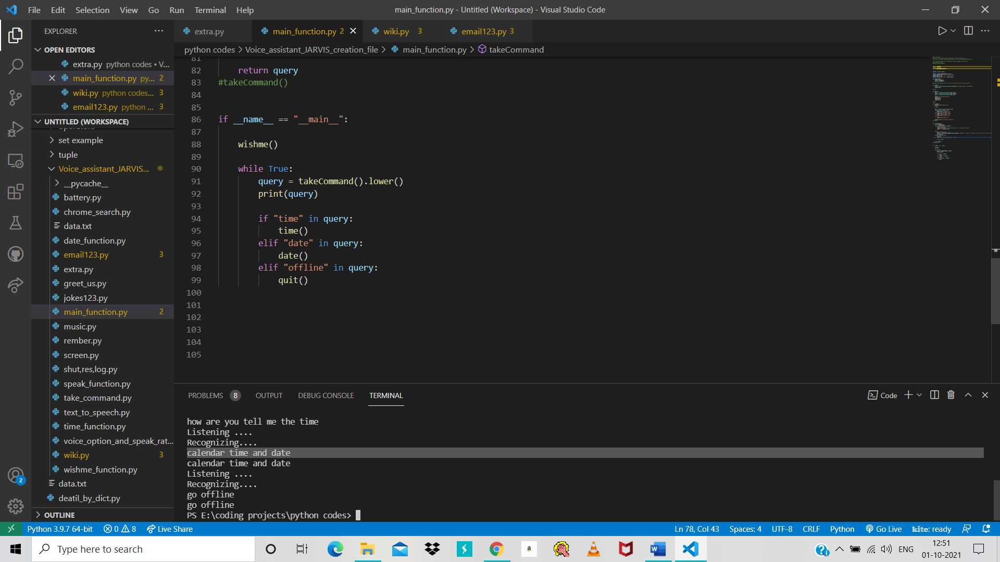 File Edit Selection View Go Run Terminal Help
main_function.py - Untitled (Workspace) - Visual Studio Code
EXPLORER
OPEN EDITORS
extra.py python codes • V...
main_function.py py... 2
wiki.py python codes... 3
email123.py python ... 3
UNTITLED (WORKSPACE)
operators
set example
tuple
Voice_assistant_JARVIS...
__pycache__
battery.py
chrome_search.py
data.txt
date_function.py
email123.py 3
extra.py
greet_us.py
jokes123.py
main_function.py 2
music.py
rember.py
screen.py
shut,res,log.py
speak_function.py
take_command.py
text_to_speech.py
time_function.py
voice_option_and_speak_rat...
wiki.py 3
wishme_function.py
data.txt
deatil_by_dict.py
OUTLINE
2
extra.py main_function.py 2 wiki.py 3 email123.py 3
python codes > Voice_assistant_JARVIS_creation_file > main_function.py > takeCommand
81
82 return query
83 #takeCommand()
84
85
86 if __name__ == "__main__":
87
88 wishme()
89
90 while True:
91 query = takeCommand().lower()
92 print(query)
93
94 if "time" in query:
95 time()
96 elif "date" in query:
97 date()
98 elif "offline" in query:
99 quit()
100
101
102
103
104
105
PROBLEMS 8 OUTPUT DEBUG CONSOLE TERMINAL
Code
how are you tell me the time
Listening ....
Recognizing....
calendar time and date
calendar time and date
Listening ....
Recognizing....
go offline
go offline
PS E:\coding projects\python codes>
Python 3.9.7 64-bit 0 8 Live Share
Ln 78, Col 43 Spaces: 4 UTF-8 CRLF Python Go Live kite: ready
Type here to search
a
W
ENG
12:51
01-10-2021